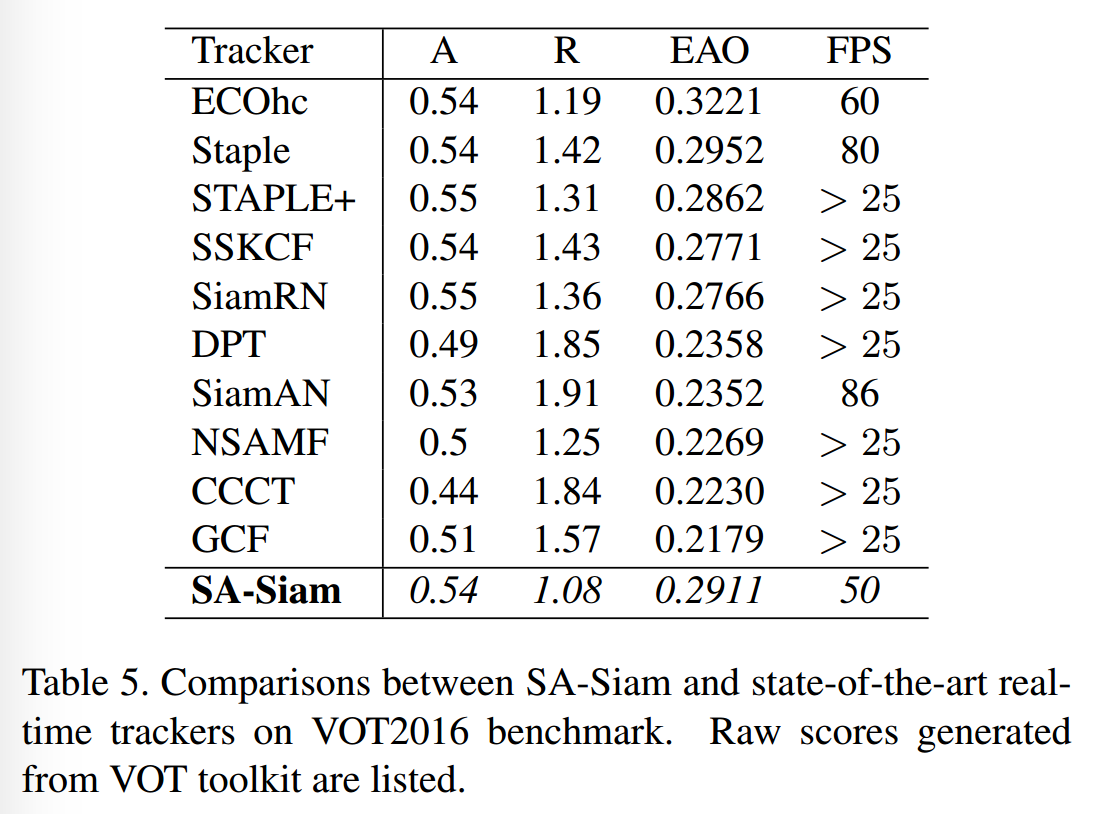 Tracker A R EAO FPS
ECOhc 0.54 1.19 0.3221 60
Staple 0.54 1.42 0.2952 80
STAPLE+ 0.55 1.31 0.2862 > 25
SSKCF 0.54 1.43 0.2771 > 25
SiamRN 0.55 1.36 0.2766 > 25
DPT 0.49 1.85 0.2358 > 25
SiamAN 0.53 1.91 0.2352 86
NSAMF 0.5 1.25 0.2269 > 25
CCCT 0.44 1.84 0.2230 > 25
GCF 0.51 1.57 0.2179 > 25
SA-Siam 0.54 1.08 0.2911 50
Table 5. Comparisons between SA-Siam and state-of-the-art real-
time trackers on VOT2016 benchmark. Raw scores generated
from VOT toolkit are listed.